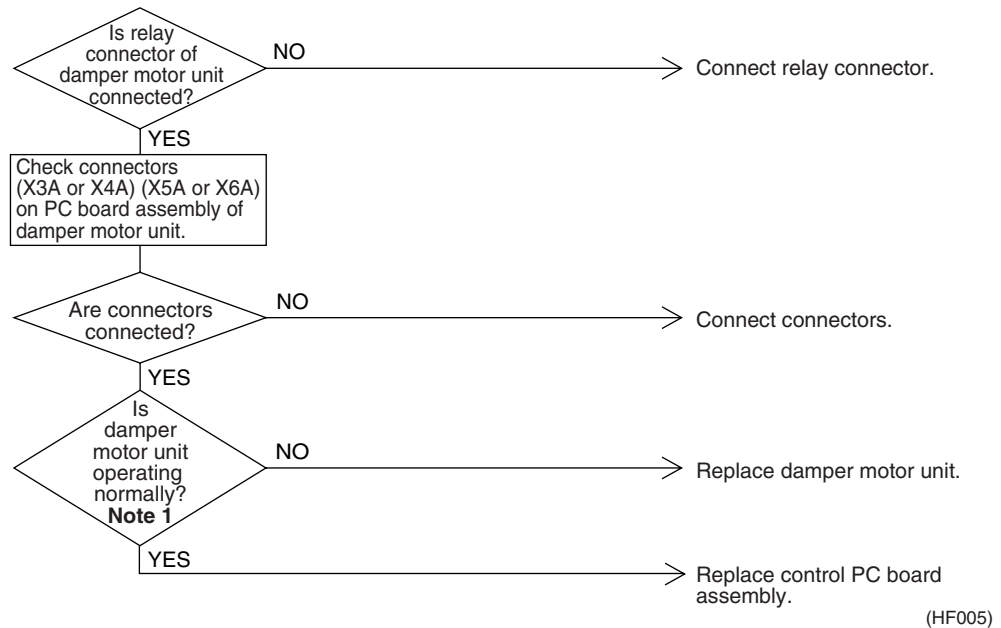 Is relay
connector of
damper motor unit
connected?
NO
Connect relay connector.
YES
Check connectors
(X3A or X4A) (X5A or X6A)
on PC board assembly of
damper motor unit.
Are connectors
connected?
NO
Connect connectors.
YES
Is
damper
motor unit
operating
normally?
Note 1
NO
Replace damper motor unit.
YES
Replace control PC board
assembly.
(HF005)